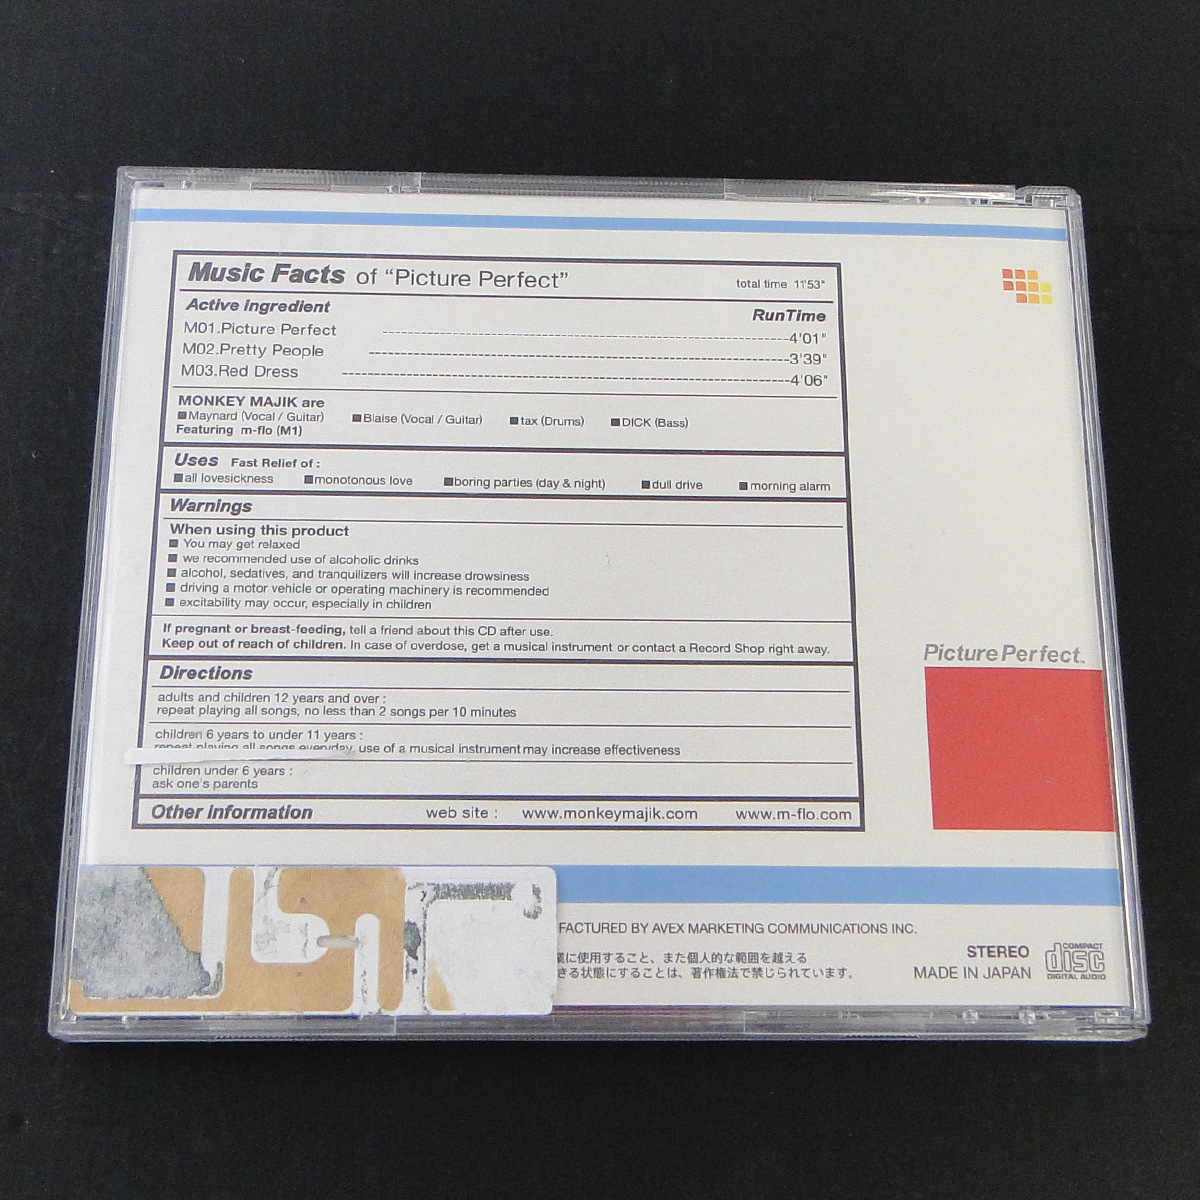 Music Facts of “Picture Perfect” total time 11'53"
Active ingredient RunTime
M01.Picture Perfect 4'01"
M02.Pretty People 3'39"
M03.Red Dress 4'06"
MONKEY MAJIK are
■Maynard (Vocal / Guitar) ■Blaise (Vocal / Guitar) ■tax (Drums) ■DICK (Bass)
Featuring m-flo (M1)
Uses Fast Relief of :
■all lovesickness ■monotonous love ■boring parties (day & night) ■dull drive ■morning alarm
Warnings
When using this product
■ You may get relaxed
■ we recommended use of alcoholic drinks
■ alcohol, sedatives, and tranquilizers will increase drowsiness
■ driving a motor vehicle or operating machinery is recommended
■ excitability may occur, especially in children
If pregnant or breast-feeding, tell a friend about this CD after use.
Keep out of reach of children. In case of overdose, get a musical instrument or contact a Record Shop right away.
Directions
adults and children 12 years and over :
repeat playing all songs, no less than 2 songs per 10 minutes
children 6 years to under 11 years :
repeat playing all songs everyday, use of a musical instrument may increase effectiveness
children under 6 years :
ask one's parents
Other information web site : www.monkeymajik.com www.m-flo.com
Picture Perfect.
FACTURED BY AVEX MARKETING COMMUNICATIONS INC.
業に使用すること、また個人的な範囲を越える
きる状態にすることは、著作権法で禁じられています。
STEREO
MADE IN JAPAN
COMPACT
disc
DIGITAL AUDIO